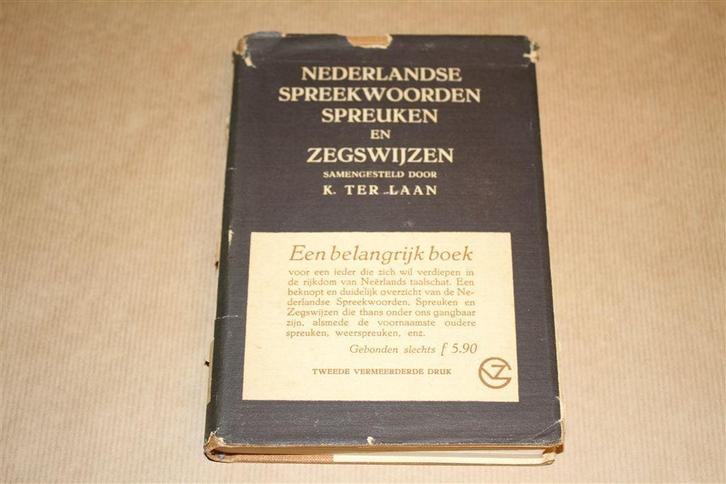 NEDERLANDSE
SPREEKWOORDEN
SPREUKEN
EN
ZEGSWIJZEN
SAMENGESTELD DOOR
K. TER LAAN
Een belangrijk boek
voor een ieder die zich wil verdiepen in
de rijkdom van Neêrlands taalschat. Een
beknopt en duidelijk overzicht van de Ne-
derlandse Spreekwoorden, Spreuken en
Zegswijzen die thans onder ons gangbaar
zijn, alsmede de voornaamste oudere
spreuken, weerspreuken, enz.
Gebonden slechts f 5.90
TWEEDE VERMEERDERDE DRUK